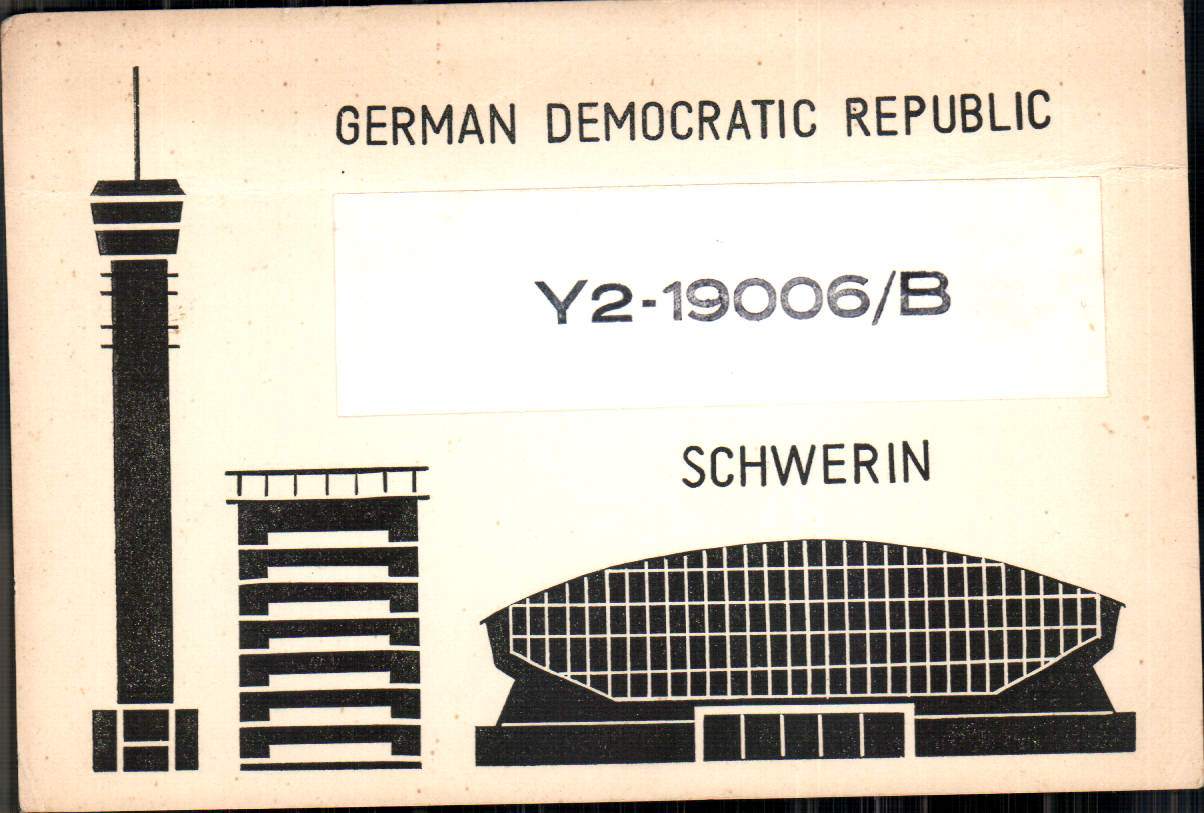 GERMAN DEMOCRATIC REPUBLIC
Y2-19006/B
SCHWERIN